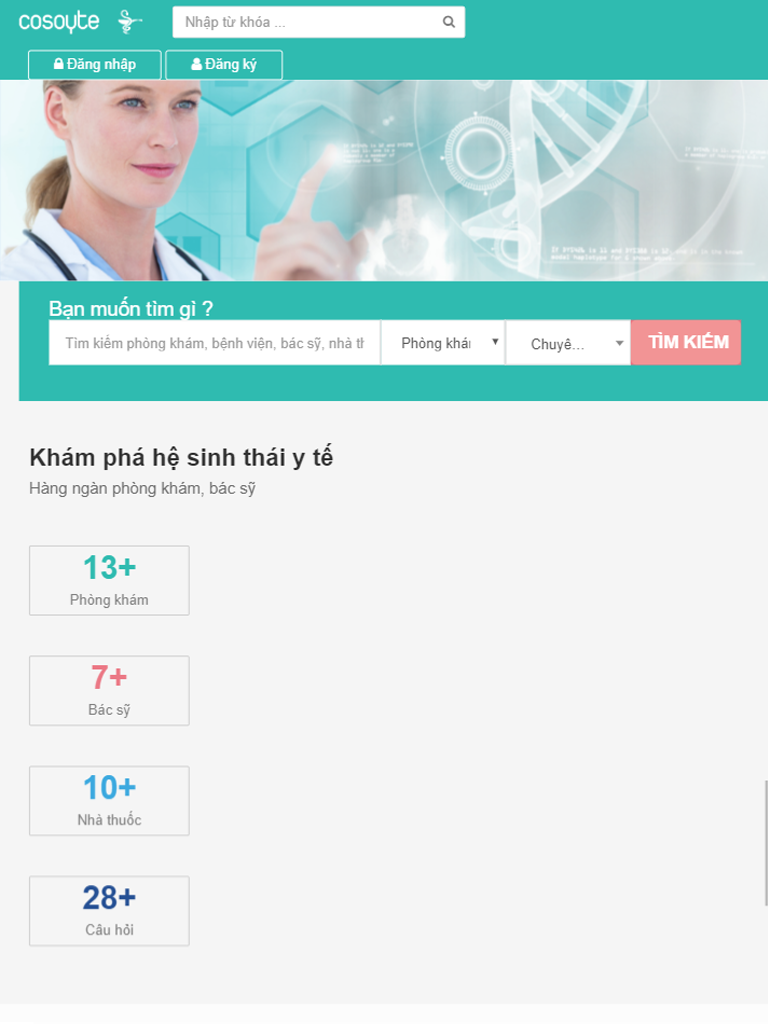 cosoyte
Nhập từ khóa ...
Đăng nhập
Đăng ký
Bạn muốn tìm gì ?
Tìm kiếm phòng khám, bệnh viện, bác sỹ, nhà th
Phòng khám
Chuyê...
TÌM KIẾM
Khám phá hệ sinh thái y tế
Hàng ngàn phòng khám, bác sỹ
13+
Phòng khám
7+
Bác sỹ
10+
Nhà thuốc
28+
Câu hỏi